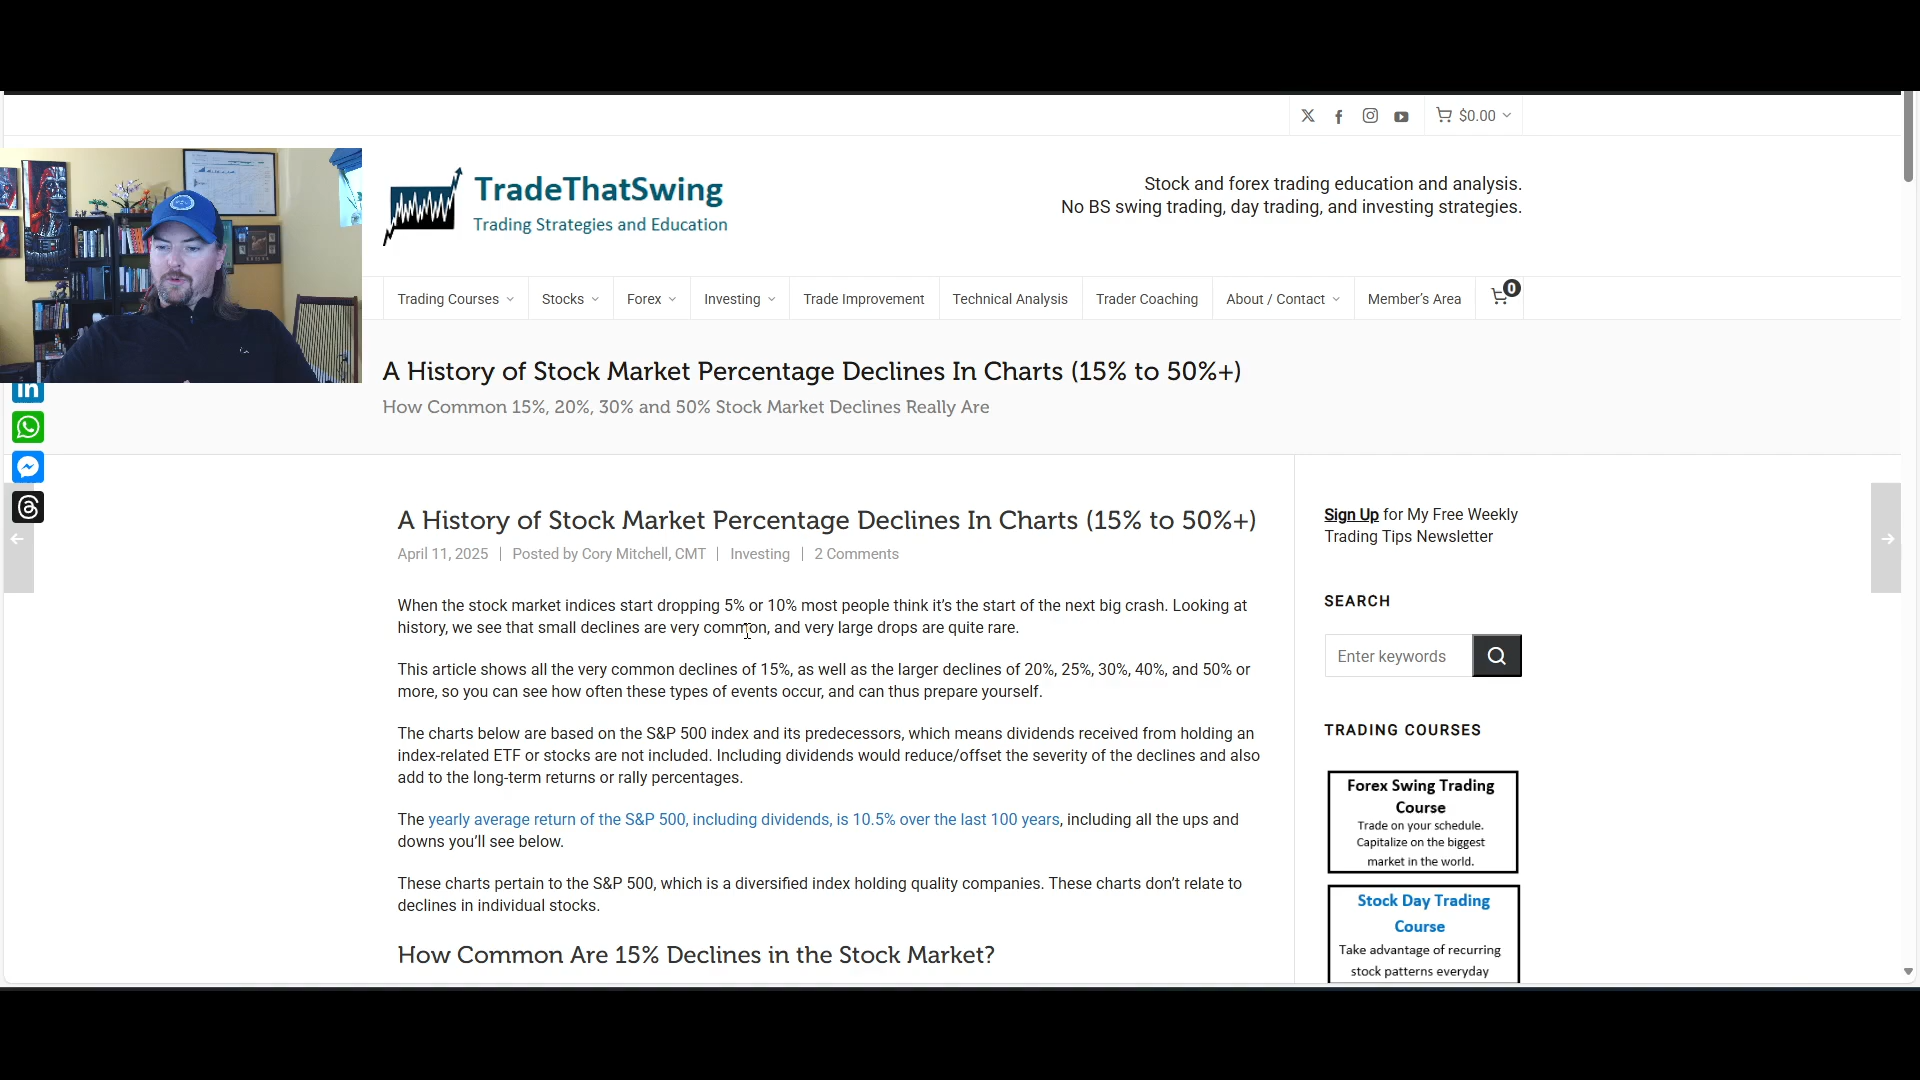 $0.00
TradeThatSwing
Trading Strategies and Education
Stock and forex trading education and analysis.
No BS swing trading, day trading, and investing strategies.
Trading Courses
Stocks
Forex
Investing
Trade Improvement
Technical Analysis
Trader Coaching
About / Contact
Member's Area
0
A History of Stock Market Percentage Declines In Charts (15% to 50%+)
How Common 15%, 20%, 30% and 50% Stock Market Declines Really Are
A History of Stock Market Percentage Declines In Charts (15% to 50%+)
April 11, 2025 | Posted by Cory Mitchell, CMT | Investing | 2 Comments
When the stock market indices start dropping 5% or 10% most people think it's the start of the next big crash. Looking at
history, we see that small declines are very common, and very large drops are quite rare.
This article shows all the very common declines of 15%, as well as the larger declines of 20%, 25%, 30%, 40%, and 50% or
more, so you can see how often these types of events occur, and can thus prepare yourself.
The charts below are based on the S&P 500 index and its predecessors, which means dividends received from holding an
index-related ETF or stocks are not included. Including dividends would reduce/offset the severity of the declines and also
add to the long-term returns or rally percentages.
The yearly average return of the S&P 500, including dividends, is 10.5% over the last 100 years, including all the ups and
downs you'll see below.
These charts pertain to the S&P 500, which is a diversified index holding quality companies. These charts don't relate to
declines in individual stocks.
How Common Are 15% Declines in the Stock Market?
Sign Up for My Free Weekly
Trading Tips Newsletter
SEARCH
Enter keywords
TRADING COURSES
Forex Swing Trading
Course
Trade on your schedule.
Capitalize on the biggest
market in the world.
Stock Day Trading
Course
Take advantage of recurring
stock patterns everyday
in